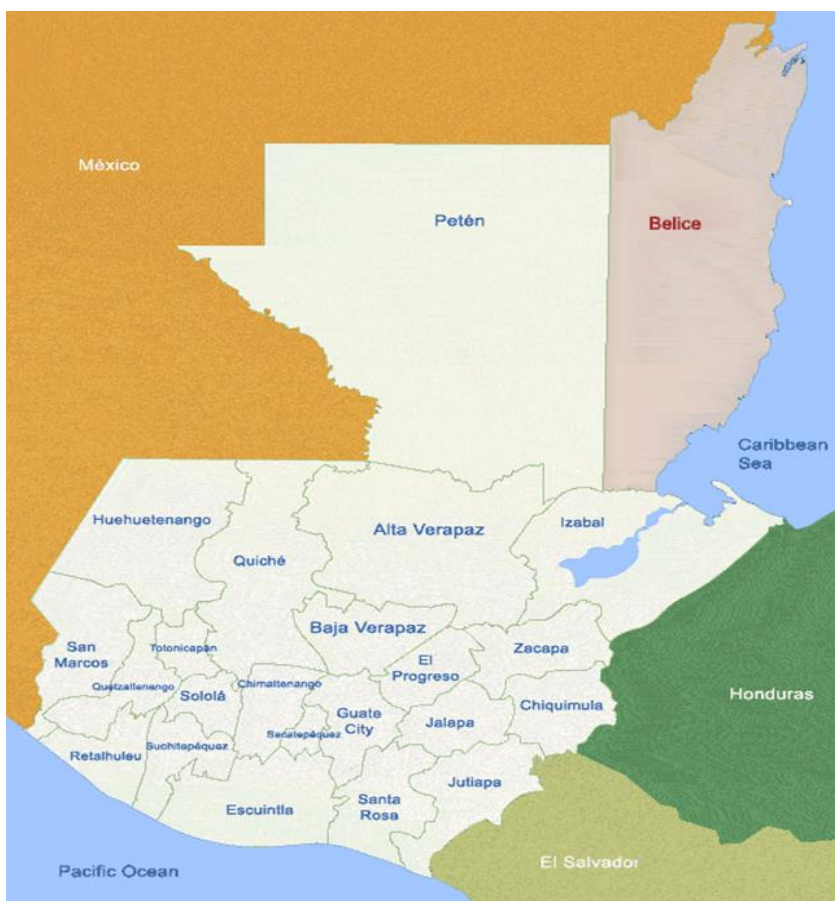 México
Petén
Belice
Caribbean
Sea
Huehuetenango
Alta Verapaz
Izabal
Quiché
Baja Verapaz
San
Marcos
Totonicapán
El
Progreso
Zacapa
Quetzaltenango
Sololá
Chimaltenango
Guate
City
Jalapa
Chiquimula
Honduras
Retalhuleu
Suchitepéquez
Sacatepéquez
Escuintla
Santa
Rosa
Jutiapa
El Salvador
Pacific Ocean